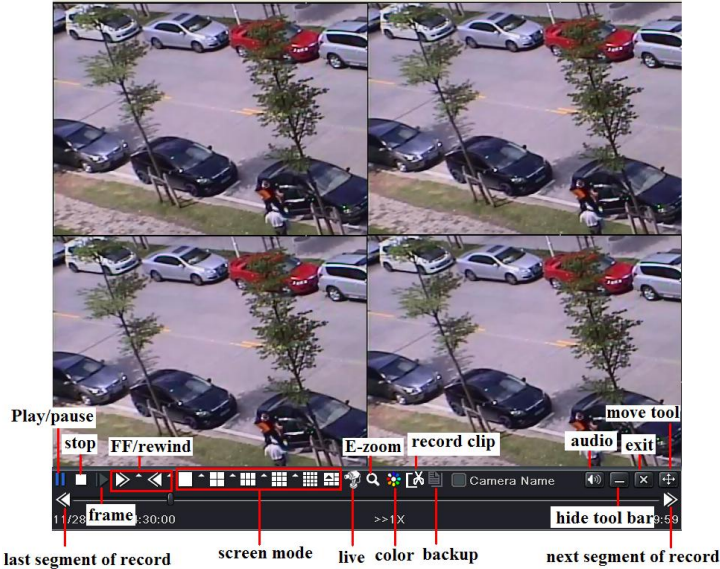 Play/pause
move tool
stop
FF/rewind
E-zoom
record clip
audio
exit
Camera Name
frame
hide tool bar
11/28
:30:00
>>1X
9:59
last segment of record
screen mode
live
color
backup
next segment of record